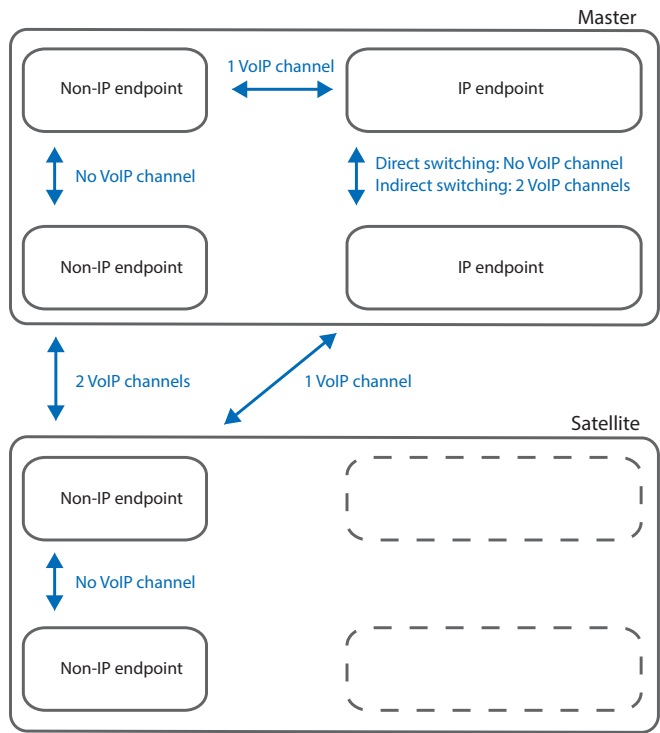 Master
1 VoIP channel
Non-IP endpoint
IP endpoint
No VoIP channel
Direct switching: No VoIP channel
Indirect switching: 2 VoIP channels
Non-IP endpoint
IP endpoint
2 VoIP channels
1 VoIP channel
Satellite
Non-IP endpoint
No VoIP channel
Non-IP endpoint